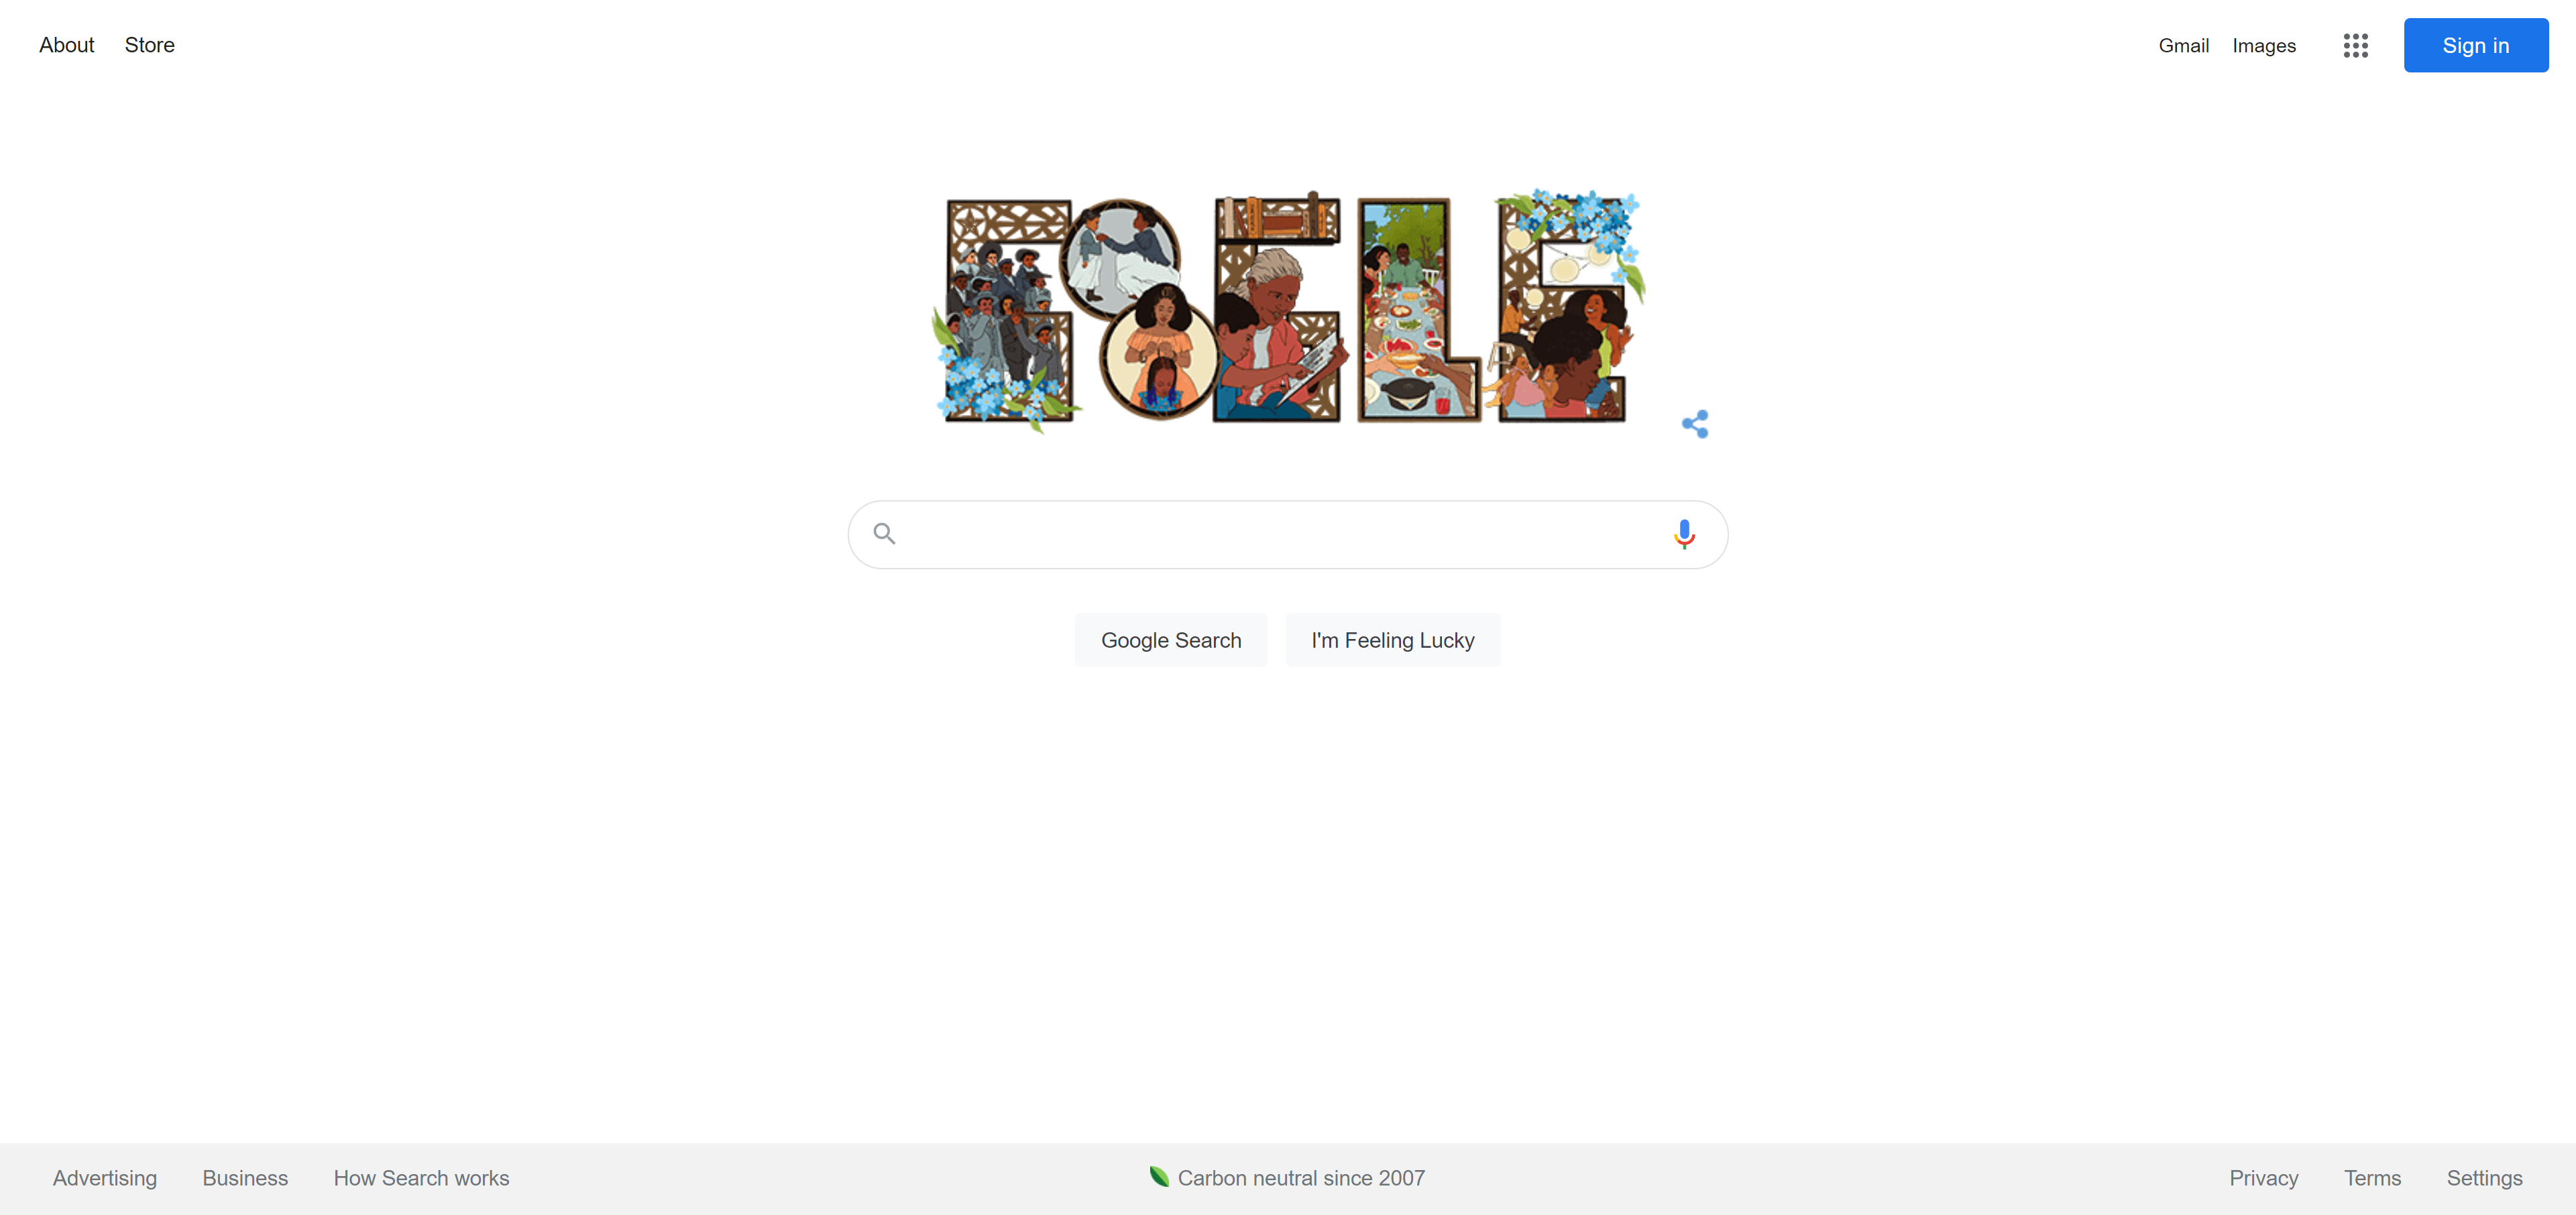 About Store
Gmail Images Sign in
Google Search I'm Feeling Lucky
Advertising Business How Search works
Carbon neutral since 2007
Privacy Terms Settings